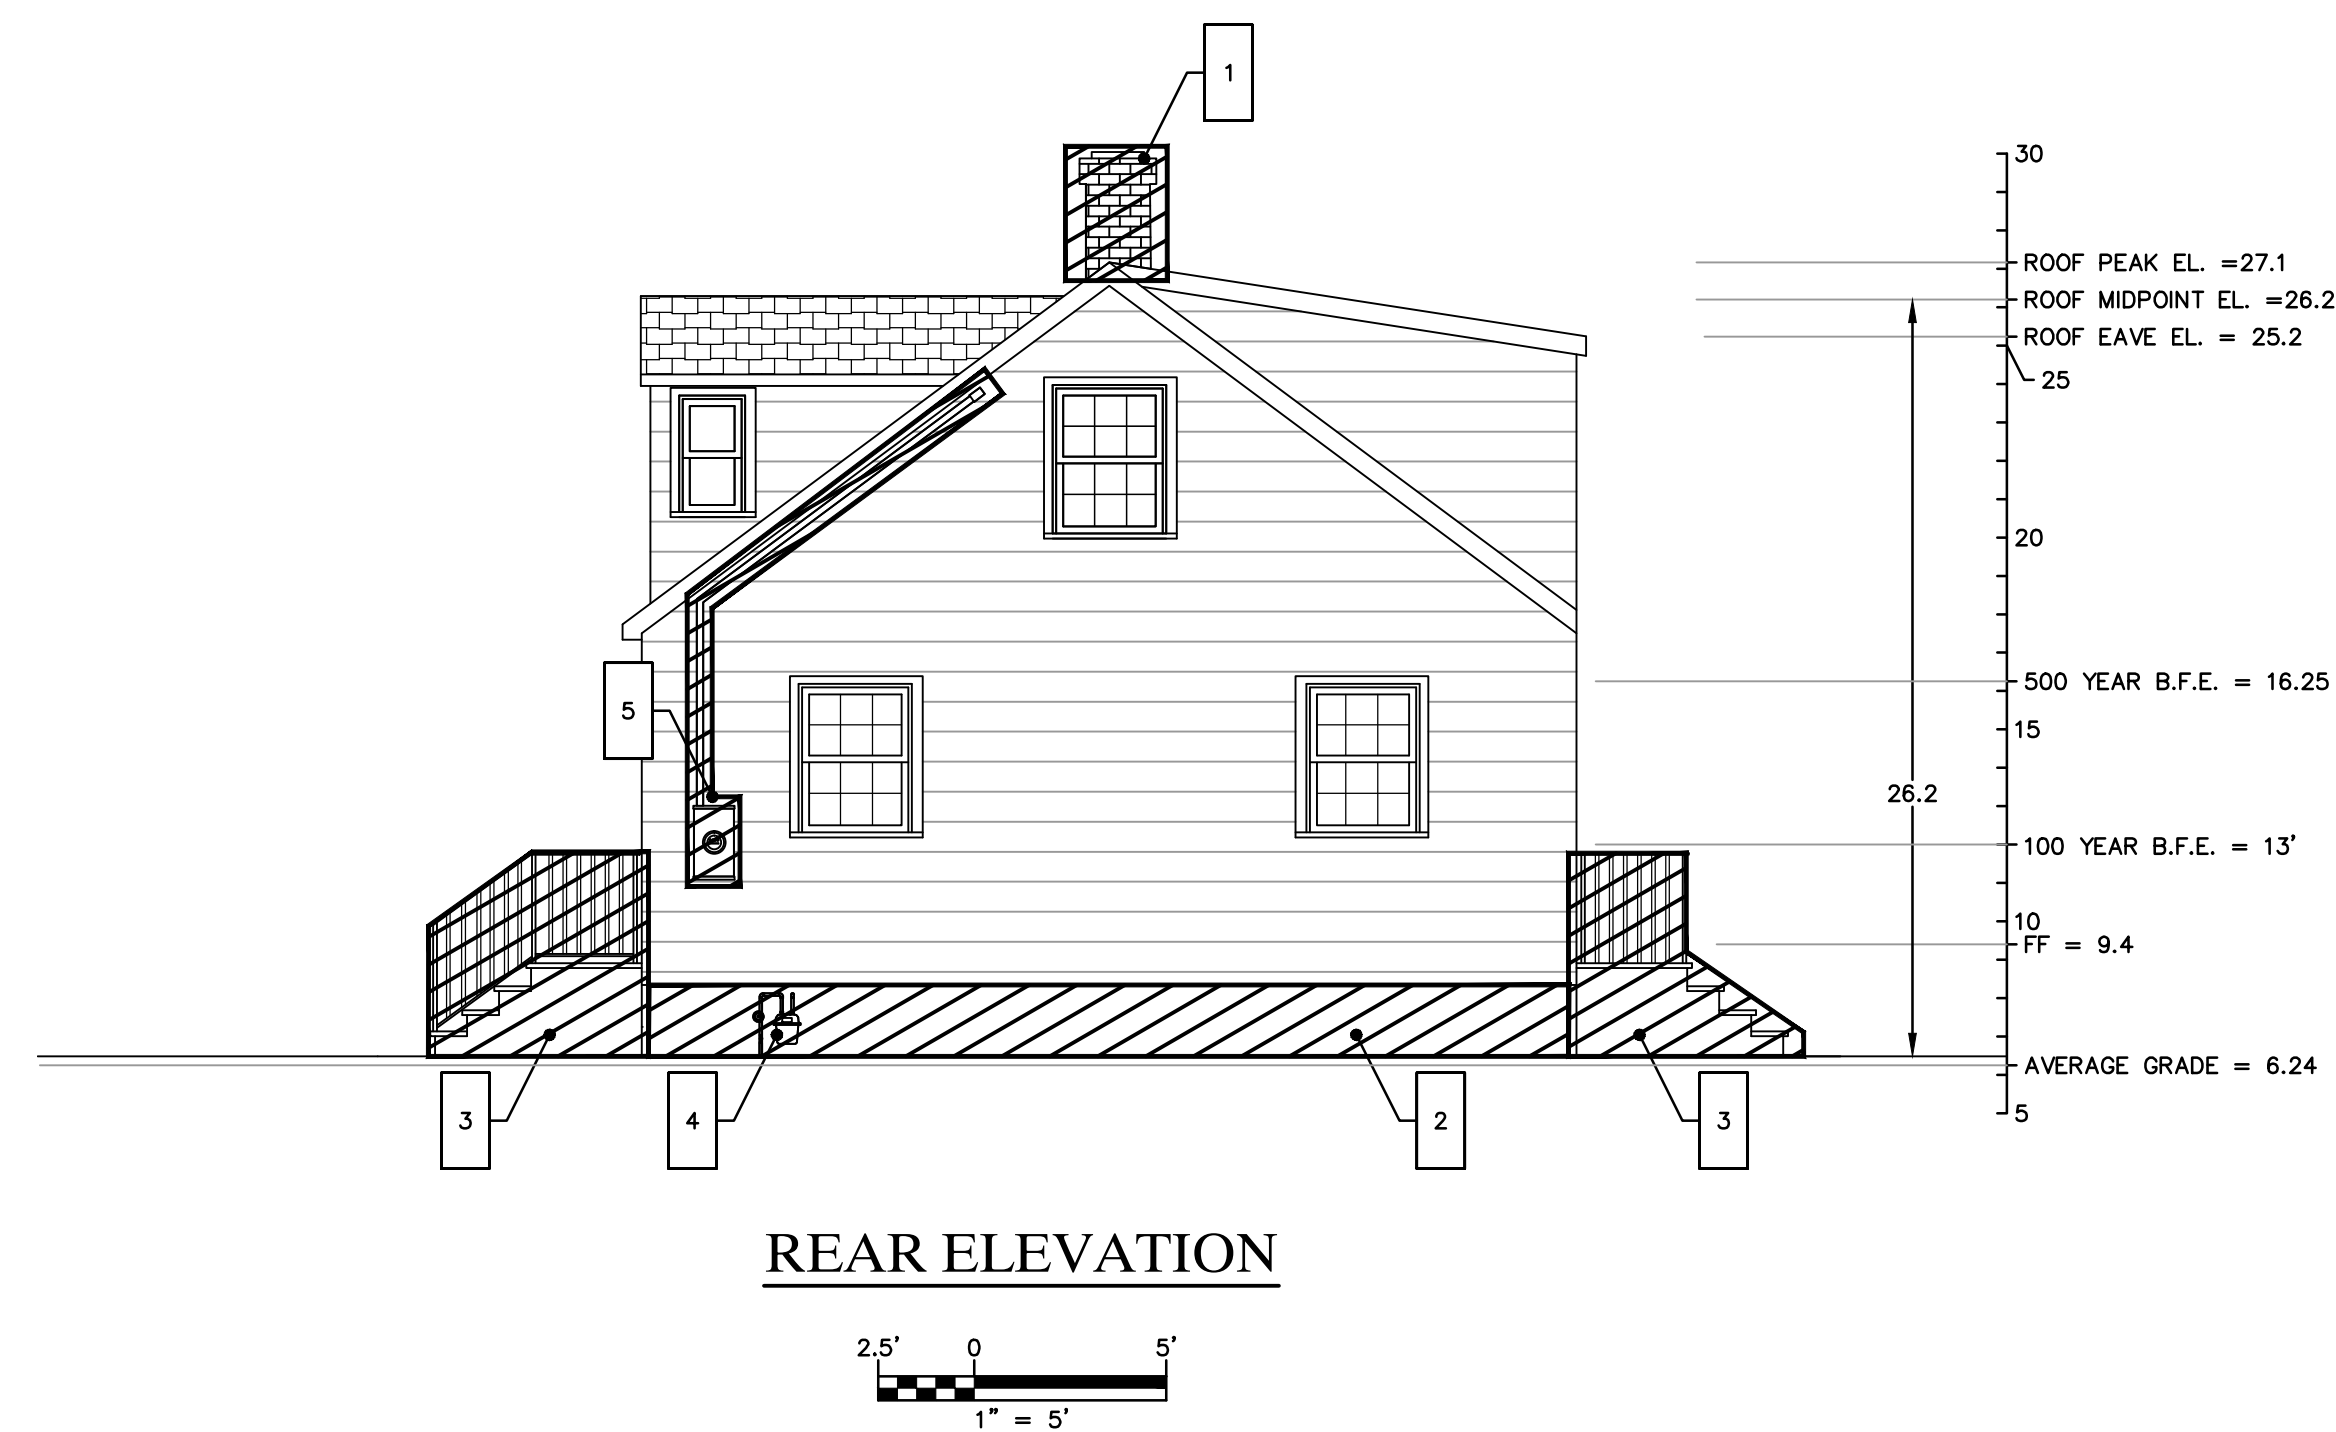 1
30
ROOF PEAK EL. =27.1
ROOF MIDPOINT EL. =26.2
ROOF EAVE EL. = 25.2
25
20
500 YEAR B.F.E. = 16.25
5
15
26.2
100 YEAR B.F.E. = 13'
10
FF = 9.4
AVERAGE GRADE = 6.24
5
3
4
2
3
REAR ELEVATION
2.5' 0 5'
1" = 5'